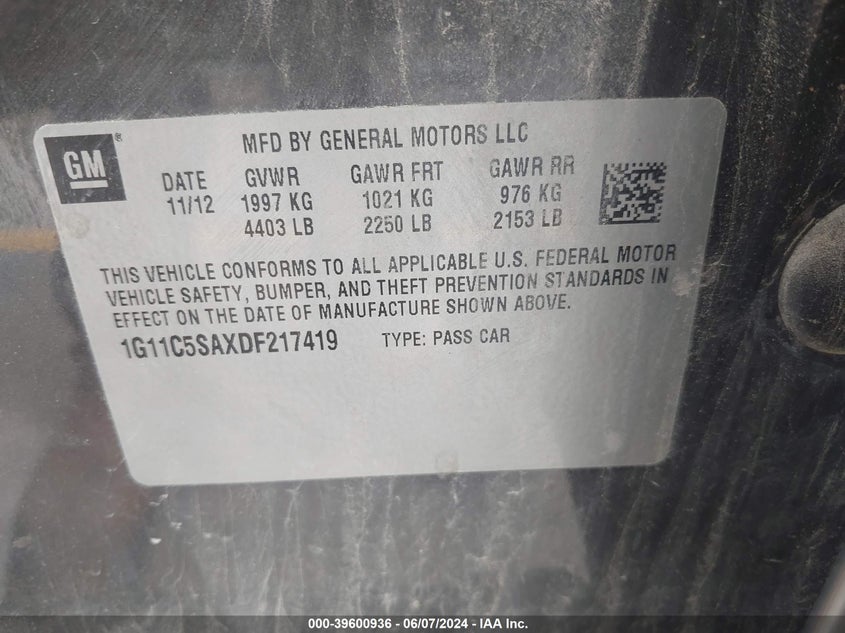 GM®
MFD BY GENERAL MOTORS LLC
DATE GVWR GAWR FRT GAWR RR
11/12 1997 KG 1021 KG 976 KG
4403 LB 2250 LB 2153 LB
THIS VEHICLE CONFORMS TO ALL APPLICABLE U.S. FEDERAL MOTOR
VEHICLE SAFETY, BUMPER, AND THEFT PREVENTION STANDARDS IN
EFFECT ON THE DATE OF MANUFACTURE SHOWN ABOVE.
1G11C5SAXDF217419 TYPE: PASS CAR
000-39600936 - 06/07/2024 - IAA Inc.